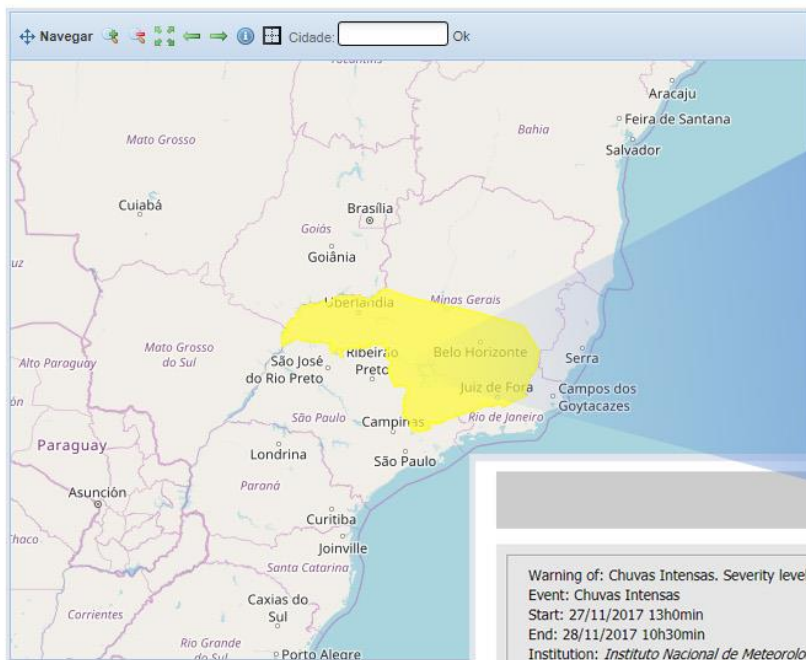 Navegar Cidade: Ok
Aracaju
Feira de Santana
Mato Grosso
Bahia
Salvador
Cuiabá
Brasília
Goiás
Goiânia
Uberlandia
Minas Gerais
Mato Grosso
do Sul
Alto Paraguay
São José
do Rio Preto
Ribeirão
Preto
Belo Horizonte
Serra
Juiz de Fora
Campos dos
Goytacazes
São Paulo
Campinas
Rio de Janeiro
Paraguay
Londrina
São Paulo
Asunción
Paraná
Curitiba
Joinville
Santa Catarina
Corrientes
Caxias do
Sul
Rio Grande
do Sul
Porto Alegre
Warning of: Chuvas Intensas. Severity level
Event: Chuvas Intensas
Start: 27/11/2017 13h0min
End: 28/11/2017 10h30min
Institution: Instituto Nacional de Meteorolo